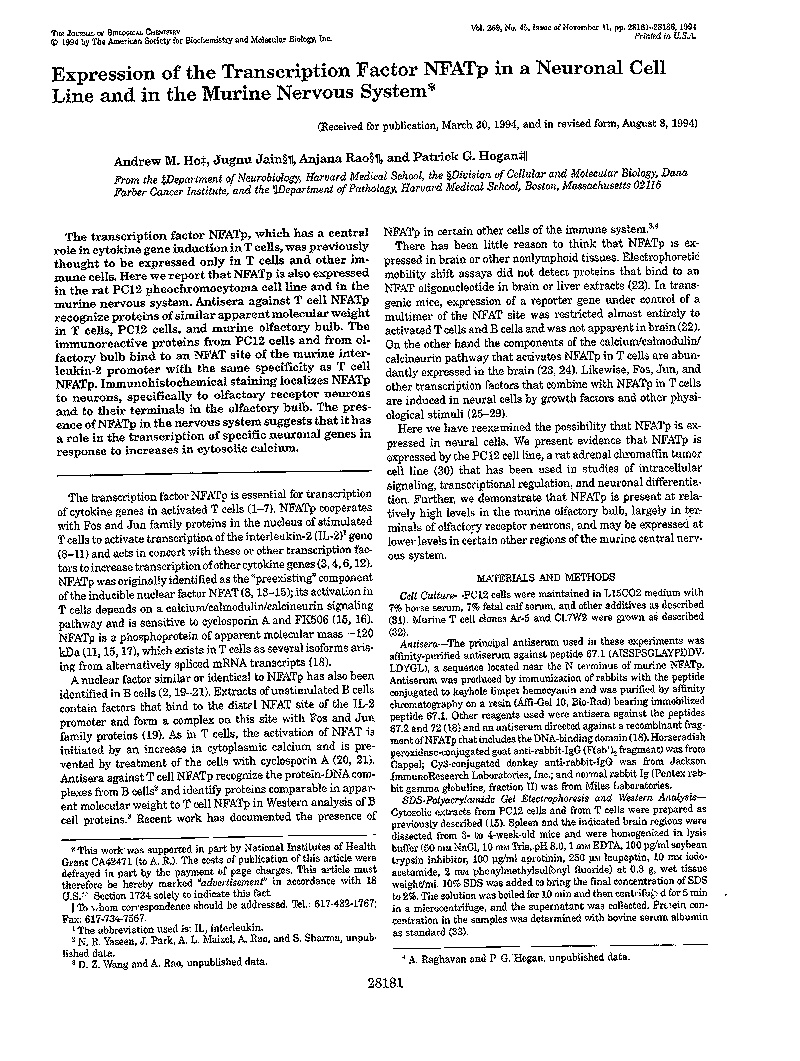 THE JOURNAL OF BIOLOGICAL CHEMISTRY
© 1994 by The American Society for Biochemistry and Molecular Biology, Inc.
Vol. 269, No. 45, Issue of November 11, pp. 28181–28186, 1994
Printed in U.S.A.
Expression of the Transcription Factor NFATp in a Neuronal Cell
Line and in the Murine Nervous System*
(Received for publication, March 30, 1994, and in revised form, August 8, 1994)
Andrew M. Ho‡, Jugnu Jain§¶, Anjana Rao§¶, and Patrick G. Hogan‡‖
From the ‡Department of Neurobiology, Harvard Medical School, the §Division of Cellular and Molecular Biology, Dana
Farber Cancer Institute, and the ¶Department of Pathology, Harvard Medical School, Boston, Massachusetts 02115
The transcription factor NFATp, which has a central
role in cytokine gene induction in T cells, was previously
thought to be expressed only in T cells and other im-
mune cells. Here we report that NFATp is also expressed
in the rat PC12 pheochromocytoma cell line and in the
murine nervous system. Antisera against T cell NFATp
recognize proteins of similar apparent molecular weight
in T cells, PC12 cells, and murine olfactory bulb. The
immunoreactive proteins from PC12 cells and from ol-
factory bulb bind to an NFAT site of the murine inter-
leukin-2 promoter with the same specificity as T cell
NFATp. Immunohistochemical staining localizes NFATp
to neurons, specifically to olfactory receptor neurons
and to their terminals in the olfactory bulb. The pres-
ence of NFATp in the nervous system suggests that it has
a role in the transcription of specific neuronal genes in
response to increases in cytosolic calcium.
The transcription factor NFATp is essential for transcription
of cytokine genes in activated T cells (1–7). NFATp cooperates
with Fos and Jun family proteins in the nucleus of stimulated
T cells to activate transcription of the interleukin-2 (IL-2)¹ gene
(8–11) and acts in concert with these or other transcription fac-
tors to increase transcription of other cytokine genes (3, 4, 6, 12).
NFATp was originally identified as the "preexisting" component
of the inducible nuclear factor NFAT (8, 13–15); its activation in
T cells depends on a calcium/calmodulin/calcineurin signaling
pathway and is sensitive to cyclosporin A and FK506 (15, 16).
NFATp is a phosphoprotein of apparent molecular mass ~120
kDa (11, 15, 17), which exists in T cells as several isoforms aris-
ing from alternatively spliced mRNA transcripts (18).
A nuclear factor similar or identical to NFATp has also been
identified in B cells (2, 19–21). Extracts of unstimulated B cells
contain factors that bind to the distal NFAT site of the IL-2
promoter and form a complex on this site with Fos and Jun
family proteins (19). As in T cells, the activation of NFAT is
initiated by an increase in cytoplasmic calcium and is pre-
vented by treatment of the cells with cyclosporin A (20, 21).
Antisera against T cell NFATp recognize the protein-DNA com-
plexes from B cells² and identify proteins comparable in appar-
ent molecular weight to T cell NFATp in Western analysis of B
cell proteins.³ Recent work has documented the presence of
* This work was supported in part by National Institutes of Health
Grant CA42471 (to A. R.). The costs of publication of this article were
defrayed in part by the payment of page charges. This article must
therefore be hereby marked "advertisement" in accordance with 18
U.S.C. Section 1734 solely to indicate this fact.
‖ To whom correspondence should be addressed. Tel.: 617-432-1767;
Fax: 617-734-7557.
¹ The abbreviation used is: IL, interleukin.
² N. R. Yaseen, J. Park, A. L. Maizel, A. Rao, and S. Sharma, unpub-
lished data.
³ D. Z. Wang and A. Rao, unpublished data.
NFATp in certain other cells of the immune system.³,⁴
There has been little reason to think that NFATp is ex-
pressed in brain or other nonlymphoid tissues. Electrophoretic
mobility shift assays did not detect proteins that bind to an
NFAT oligonucleotide in brain or liver extracts (22). In trans-
genic mice, expression of a reporter gene under control of a
multimer of the NFAT site was restricted almost entirely to
activated T cells and B cells and was not apparent in brain (22).
On the other hand the components of the calcium/calmodulin/
calcineurin pathway that activates NFATp in T cells are abun-
dantly expressed in the brain (23, 24). Likewise, Fos, Jun, and
other transcription factors that combine with NFATp in T cells
are induced in neural cells by growth factors and other physi-
ological stimuli (25–29).
Here we have reexamined the possibility that NFATp is ex-
pressed in neural cells. We present evidence that NFATp is
expressed by the PC12 cell line, a rat adrenal chromaffin tumor
cell line (30) that has been used in studies of intracellular
signaling, transcriptional regulation, and neuronal differentia-
tion. Further, we demonstrate that NFATp is present at rela-
tively high levels in the murine olfactory bulb, largely in ter-
minals of olfactory receptor neurons, and may be expressed at
lower levels in certain other regions of the murine central nerv-
ous system.
MATERIALS AND METHODS
Cell Culture—PC12 cells were maintained in L15CO2 medium with
7% horse serum, 7% fetal calf serum, and other additives as described
(31). Murine T cell clones Ar-5 and CL7W2 were grown as described
(32).
Antisera—The principal antiserum used in these experiments was
affinity-purified antiserum against peptide 67.1 (AISSPSGLAYPDDV-
LDYGL), a sequence located near the N terminus of murine NFATp.
Antiserum was produced by immunization of rabbits with the peptide
conjugated to keyhole limpet hemocyanin and was purified by affinity
chromatography on a resin (Affi-Gel 10, Bio-Rad) bearing immobilized
peptide 67.1. Other reagents used were antisera against the peptides
67.2 and 72 (18) and an antiserum directed against a recombinant frag-
ment of NFATp that includes the DNA-binding domain (18). Horseradish
peroxidase-conjugated goat anti-rabbit-IgG (F(ab')₂ fragment) was from
Cappel; Cy3-conjugated donkey anti-rabbit-IgG was from Jackson
ImmunoResearch Laboratories, Inc.; and normal rabbit Ig (Pentex rab-
bit gamma globuline, fraction II) was from Miles Laboratories.
SDS-Polyacrylamide Gel Electrophoresis and Western Analysis—
Cytosolic extracts from PC12 cells and from T cells were prepared as
previously described (15). Spleen and the indicated brain regions were
dissected from 3- to 4-week-old mice and were homogenized in lysis
buffer (50 mM NaCl, 10 mM Tris, pH 8.0, 1 mM EDTA, 100 μg/ml soybean
trypsin inhibitor, 100 μg/ml aprotinin, 250 μM leupeptin, 10 mM iodo-
acetamide, 2 mM phenylmethylsulfonyl fluoride) at 0.3 g, wet tissue
weight/ml. 10% SDS was added to bring the final concentration of SDS
to 2%. The solution was boiled for 10 min and then centrifuged for 5 min
in a microcentrifuge, and the supernatant was collected. Protein con-
centration in the samples was determined with bovine serum albumin
as standard (33).
⁴ A. Raghavan and P. G. Hogan, unpublished data.
28181